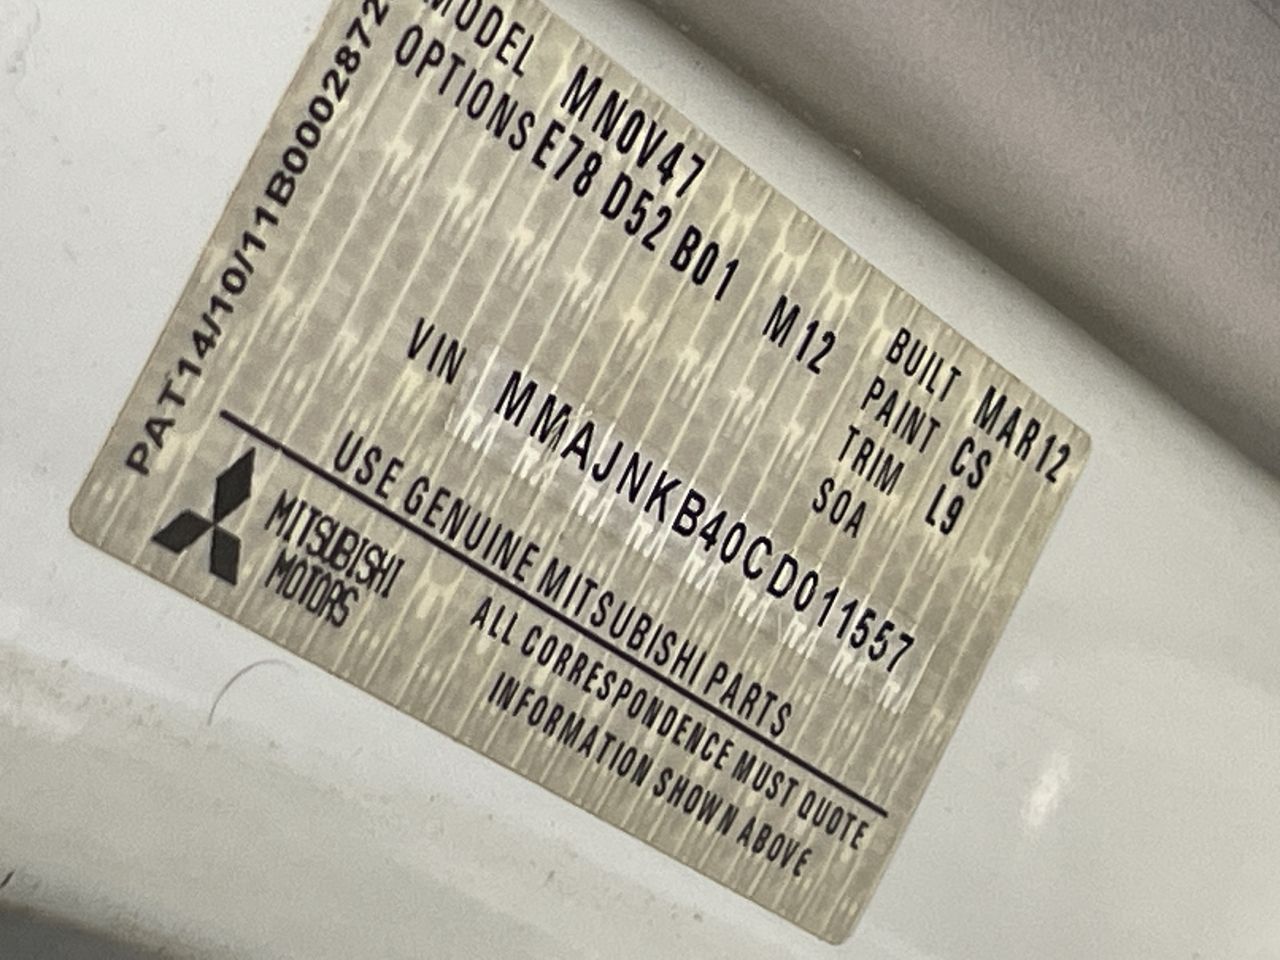 MODEL MN0V47
OPTIONS E78 D52 B01 M12
BUILT MAR12
PAINT CS
TRIM L9
SOA
VIN MMAJNKB40CD011557
USE GENUINE MITSUBISHI PARTS
MITSUBISHI
MOTORS
ALL CORRESPONDENCE MUST QUOTE
INFORMATION SHOWN ABOVE
PAT14/10/11B0002872